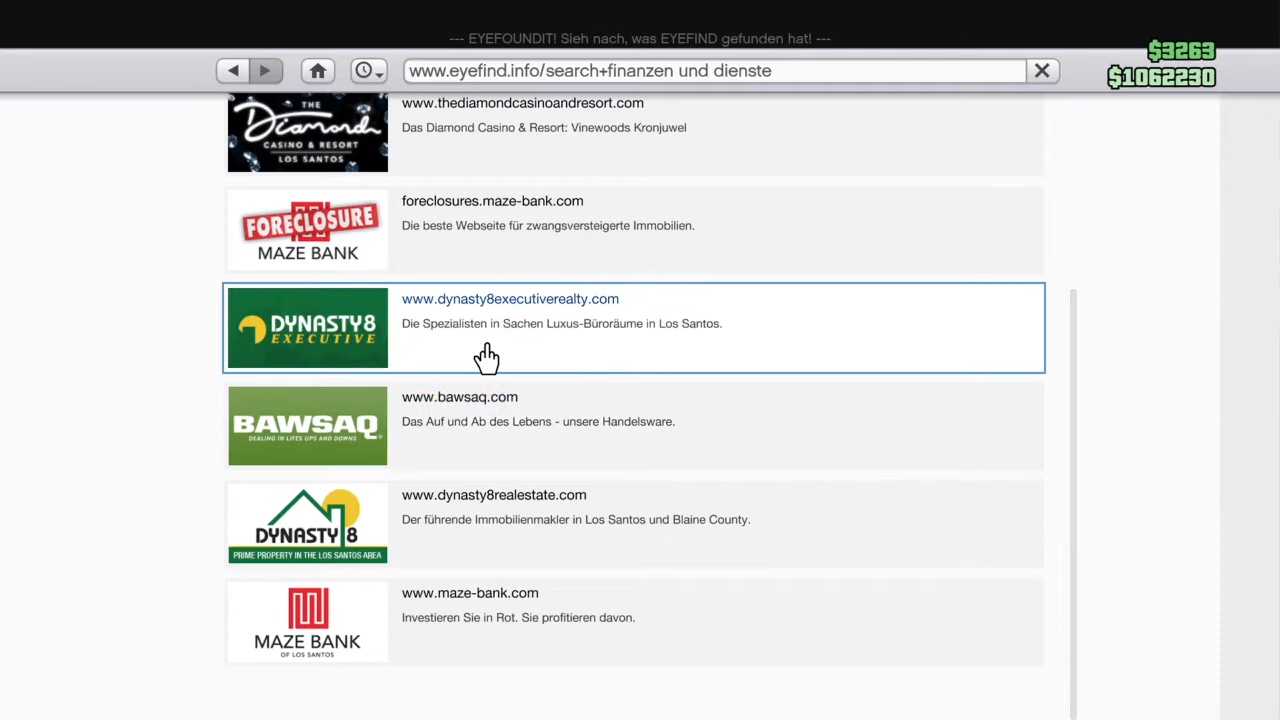 --- EYEFOUNDIT! Sieh nach, was EYEFIND gefunden hat! ---
$3263
www.eyefind.info/search+finanzen und dienste
$1062230
THE
Diamond
CASINO & RESORT
LOS SANTOS
www.thediamondcasinoandresort.com
Das Diamond Casino & Resort: Vinewoods Kronjuwel
FORECLOSURE
MAZE BANK
foreclosures.maze-bank.com
Die beste Webseite für zwangsversteigerte Immobilien.
DYNASTY8
EXECUTIVE
www.dynasty8executiverealty.com
Die Spezialisten in Sachen Luxus-Büroräume in Los Santos.
BAWSAQ
DEALING IN LIFES UPS AND DOWNS
www.bawsaq.com
Das Auf und Ab des Lebens - unsere Handelsware.
DYNASTY 8
PRIME PROPERTY IN THE LOS SANTOS AREA
www.dynasty8realestate.com
Der führende Immobilienmakler in Los Santos und Blaine County.
MAZE BANK
OF LOS SANTOS
www.maze-bank.com
Investieren Sie in Rot. Sie profitieren davon.